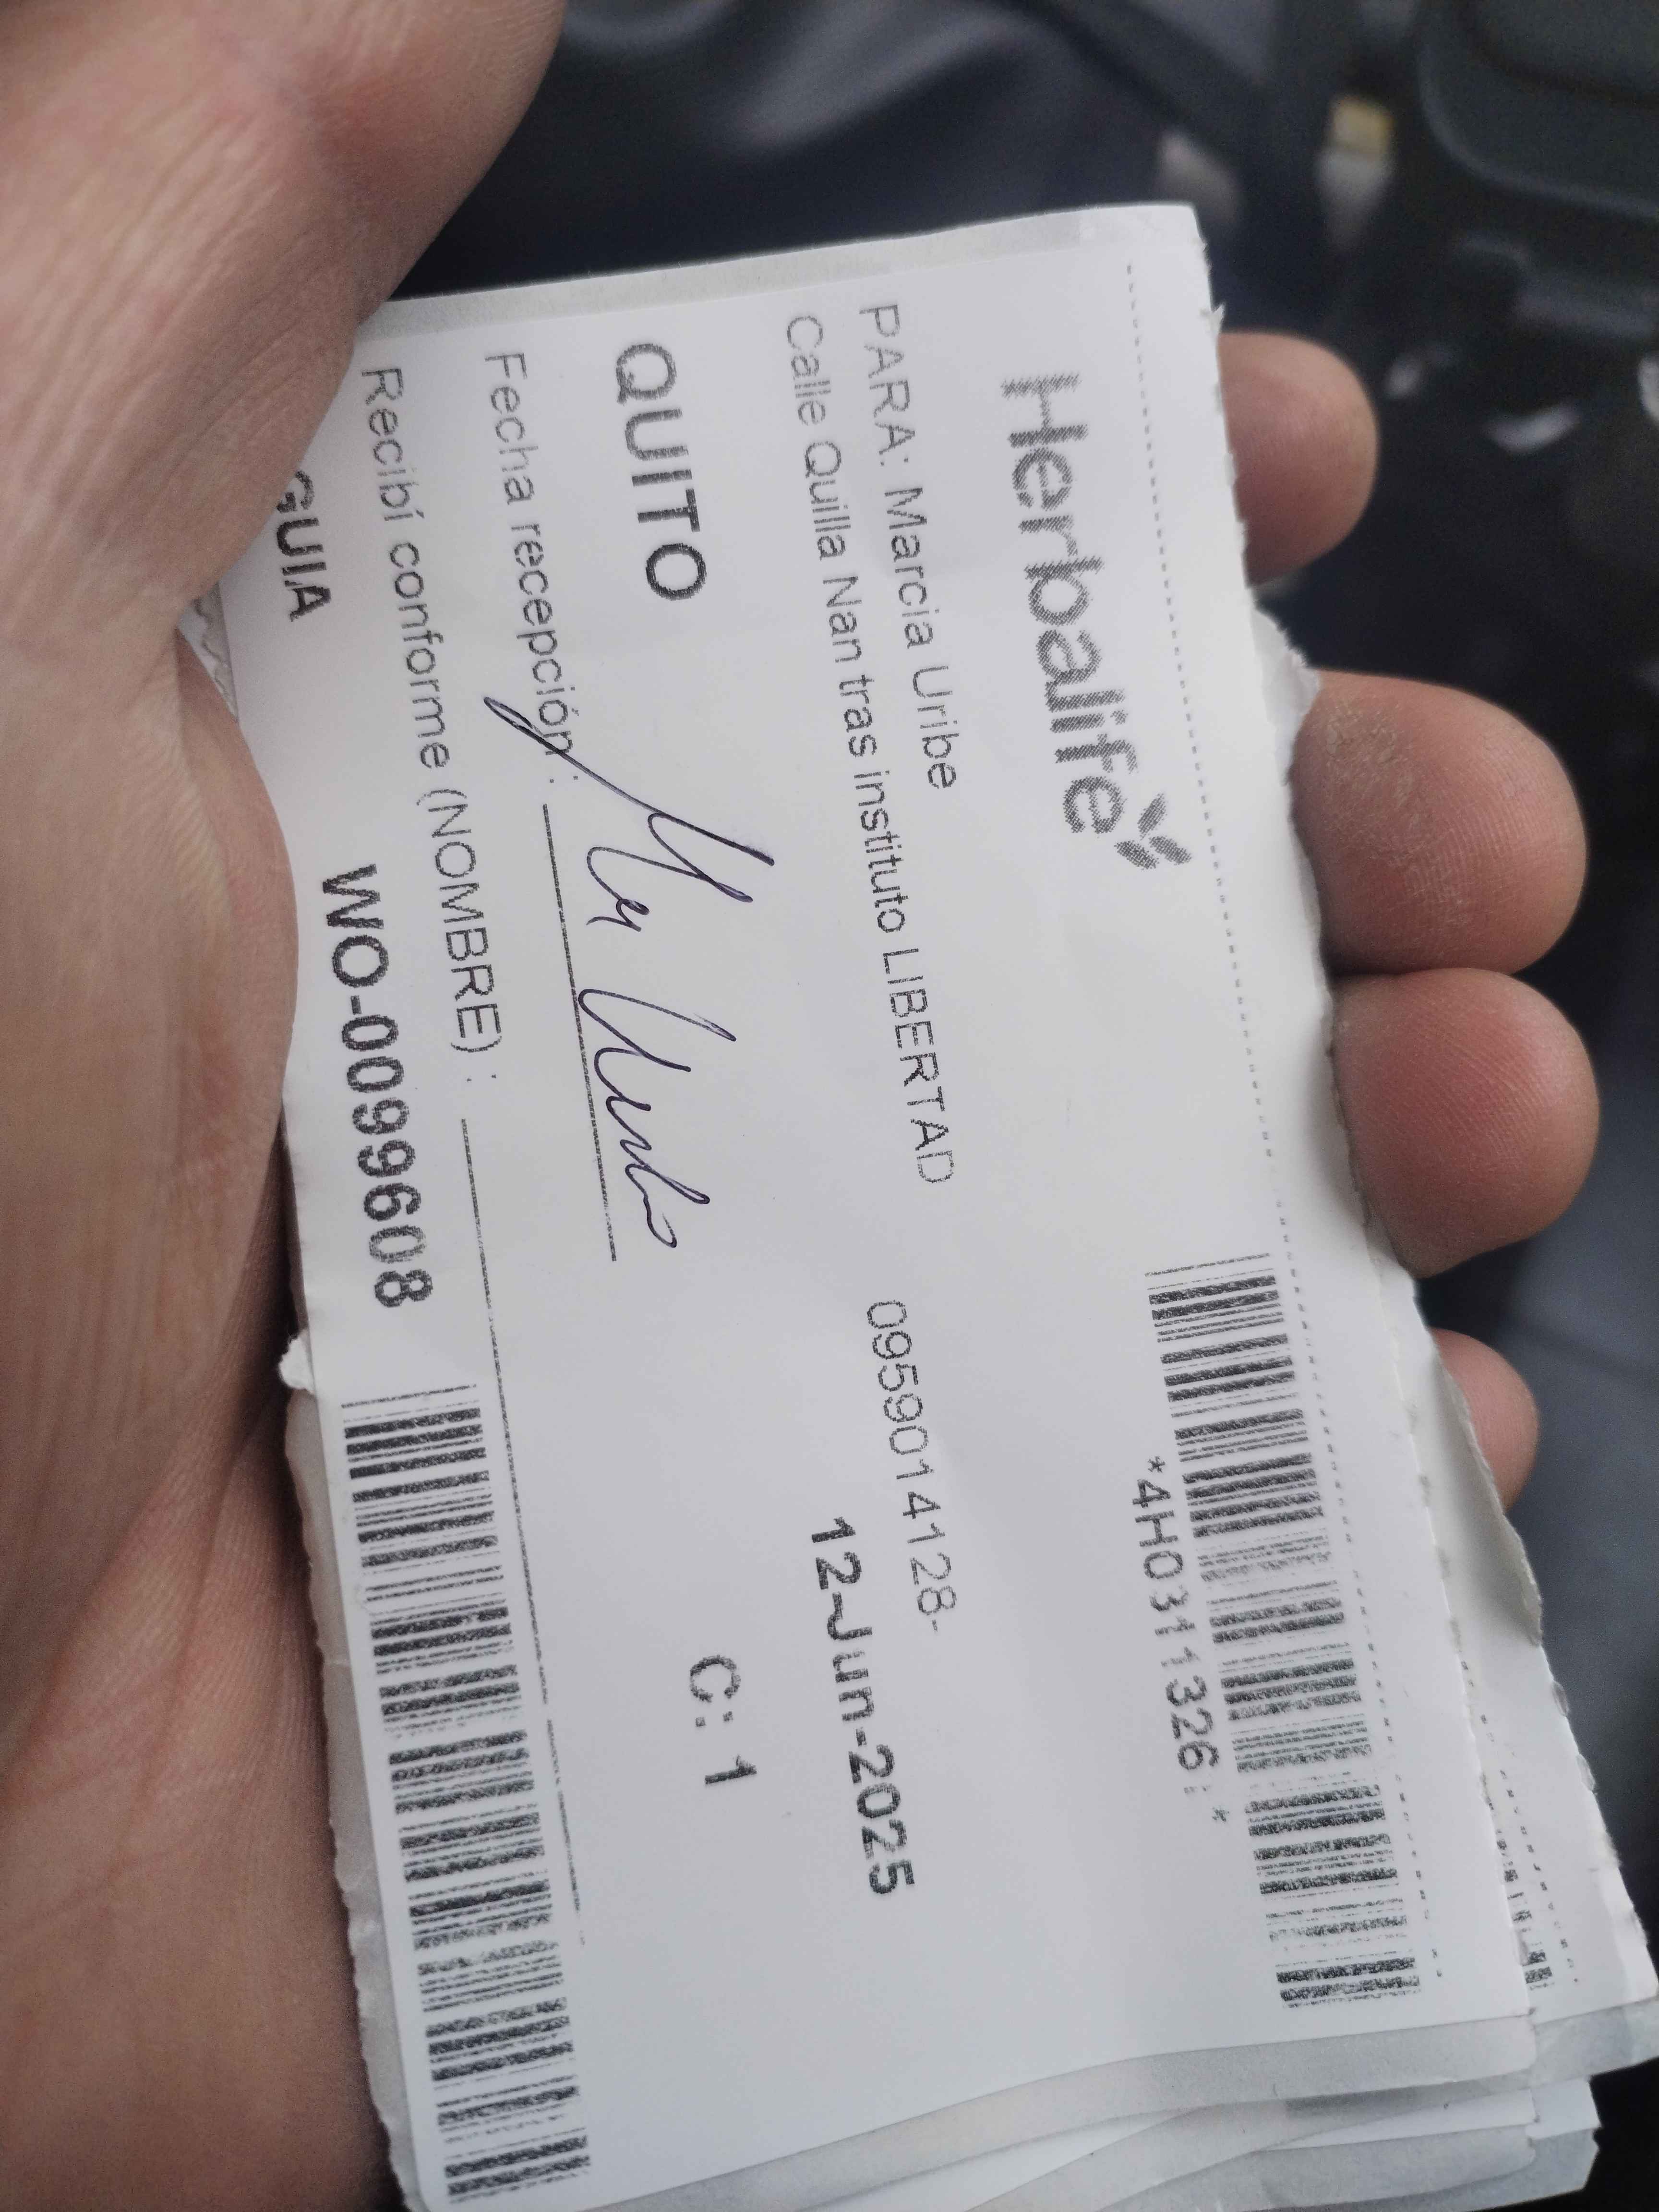 Herbalife
*4H0311326:*
PARA: Marcia Uribe 0959014128-
Calle Quilla Nan tras instituto LIBERTAD
12-Jun-2025
QUITO
C: 1
Fecha recepción:
Recibí conforme (NOMBRE) :
GUIA WO-0099608